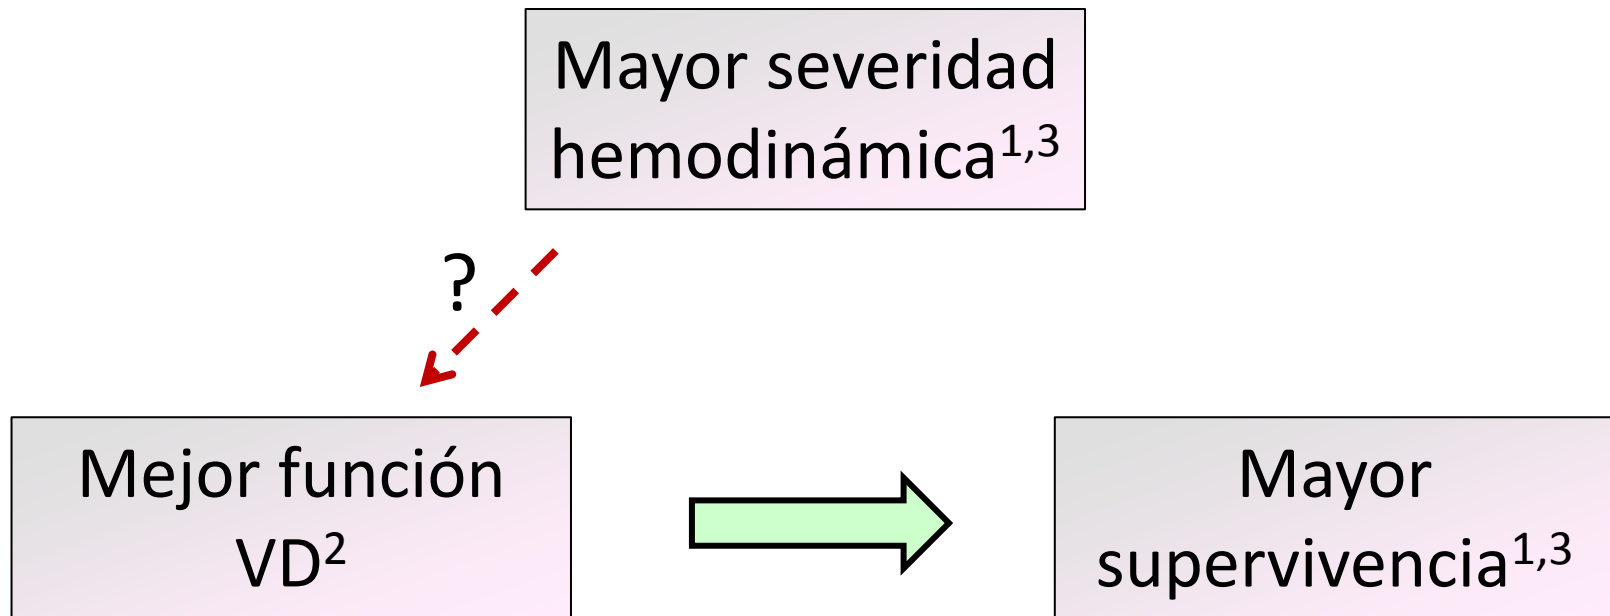 Mayor severidad
hemodinámica1,3
?
Mejor función
VD2
Mayor
supervivencia1,3